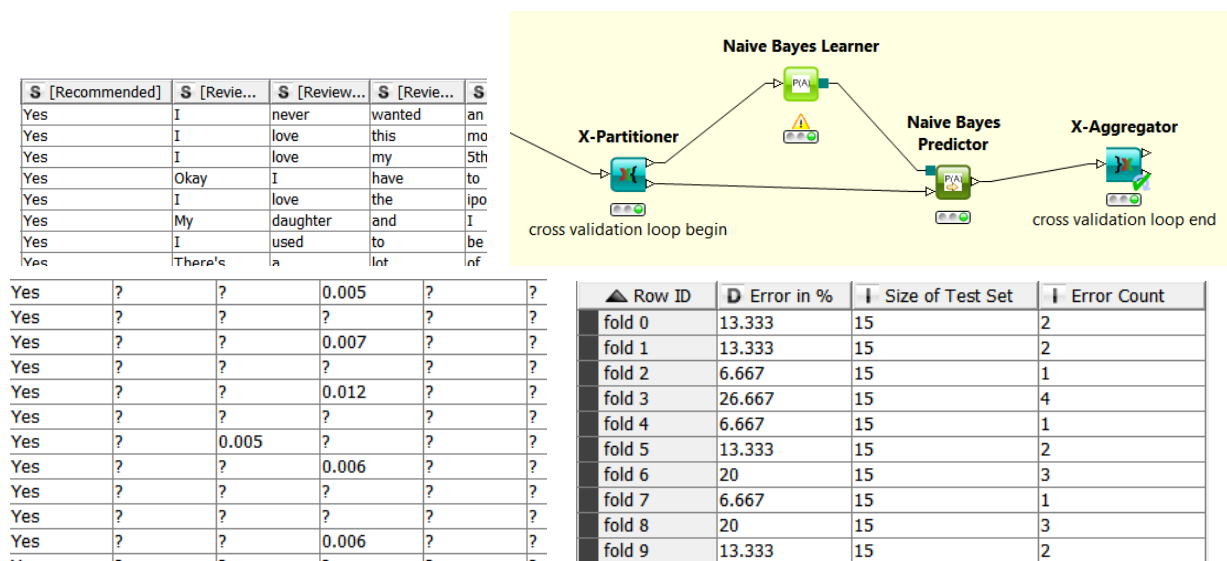 S [Recommended] S [Revie... S [Review... S [Revie... S
Yes I never wanted an
Yes I love this mo
Yes I love my 5th
Yes Okay I have to
Yes I love the ipo
Yes My daughter and I
Yes I used to be
Yes There's a lot of
Naive Bayes Learner
P(A)
X-Partitioner
Naive Bayes
Predictor
P(A)
X-Aggregator
cross validation loop begin
cross validation loop end
Yes ? ? 0.005 ? ?
Yes ? ? ? ? ?
Yes ? ? 0.007 ? ?
Yes ? ? ? ? ?
Yes ? ? 0.012 ? ?
Yes ? ? ? ? ?
Yes ? 0.005 ? ? ?
Yes ? ? 0.006 ? ?
Yes ? ? ? ? ?
Yes ? ? ? ? ?
Yes ? ? 0.006 ? ?
Row ID D Error in % I Size of Test Set I Error Count
fold 0 13.333 15 2
fold 1 13.333 15 2
fold 2 6.667 15 1
fold 3 26.667 15 4
fold 4 6.667 15 1
fold 5 13.333 15 2
fold 6 20 15 3
fold 7 6.667 15 1
fold 8 20 15 3
fold 9 13.333 15 2